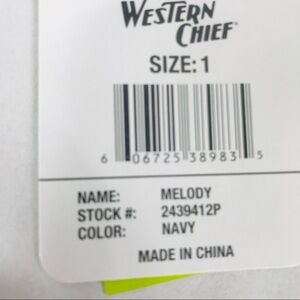 WESTERN
CHIEF
SIZE: 1
6 06725 38983 5
NAME: MELODY
STOCK #: 2439412P
COLOR: NAVY
MADE IN CHINA